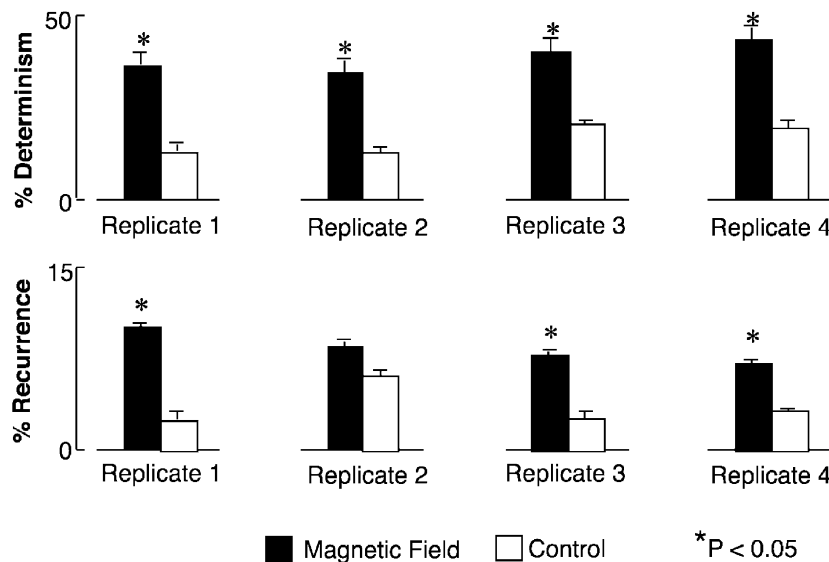 50
% Determinism
0
* * * *
Replicate 1 Replicate 2 Replicate 3 Replicate 4
15
% Recurrence
0
* * *
Replicate 1 Replicate 2 Replicate 3 Replicate 4
Magnetic Field Control *P < 0.05